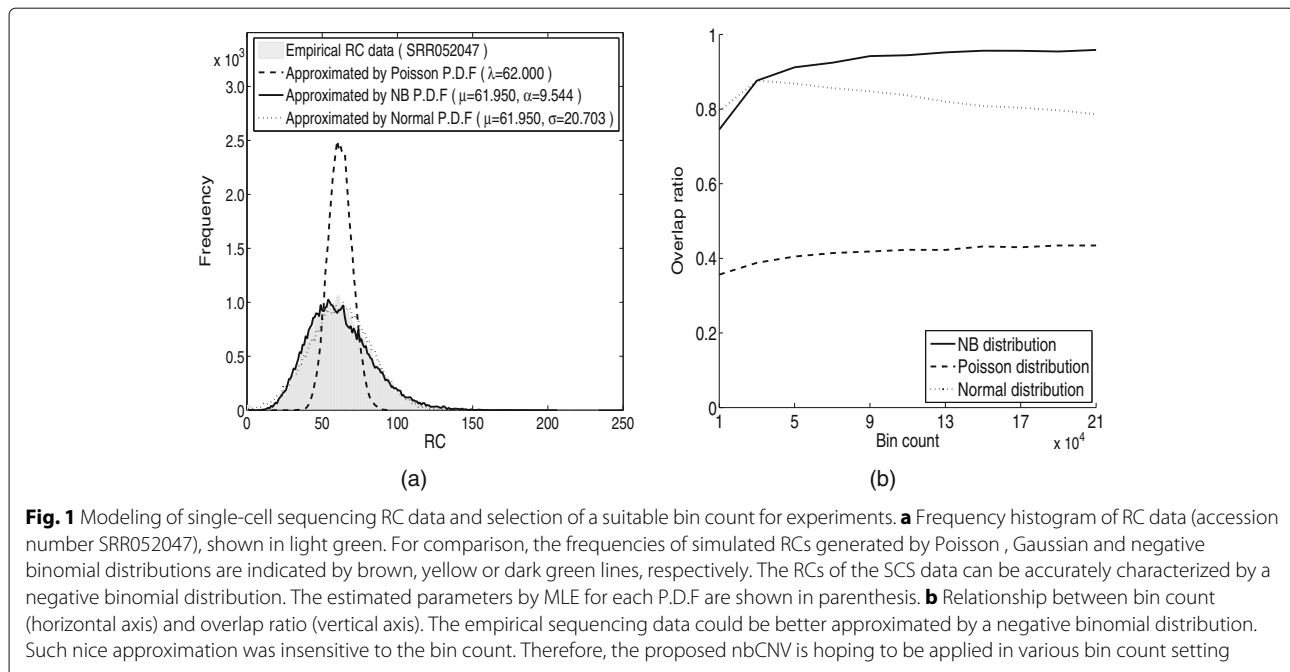 x 10³
3.0
2.5
2.0
1.5
1.0
0.5
0
Frequency
Empirical RC data ( SRR052047 )
Approximated by Poisson P.D.F ( λ=62.000 )
Approximated by NB P.D.F ( μ=61.950, α=9.544 )
Approximated by Normal P.D.F ( μ=61.950, σ=20.703 )
0 50 100 150 200 250
RC
(a)
1
0.8
0.6
0.4
0.2
0
Overlap ratio
NB distribution
Poisson distribution
Normal distribution
1 5 9 13 17 21
Bin count
x 10⁴
(b)
Fig. 1 Modeling of single-cell sequencing RC data and selection of a suitable bin count for experiments. a Frequency histogram of RC data (accession
number SRR052047), shown in light green. For comparison, the frequencies of simulated RCs generated by Poisson , Gaussian and negative
binomial distributions are indicated by brown, yellow or dark green lines, respectively. The RCs of the SCS data can be accurately characterized by a
negative binomial distribution. The estimated parameters by MLE for each P.D.F are shown in parenthesis. b Relationship between bin count
(horizontal axis) and overlap ratio (vertical axis). The empirical sequencing data could be better approximated by a negative binomial distribution.
Such nice approximation was insensitive to the bin count. Therefore, the proposed nbCNV is hoping to be applied in various bin count setting